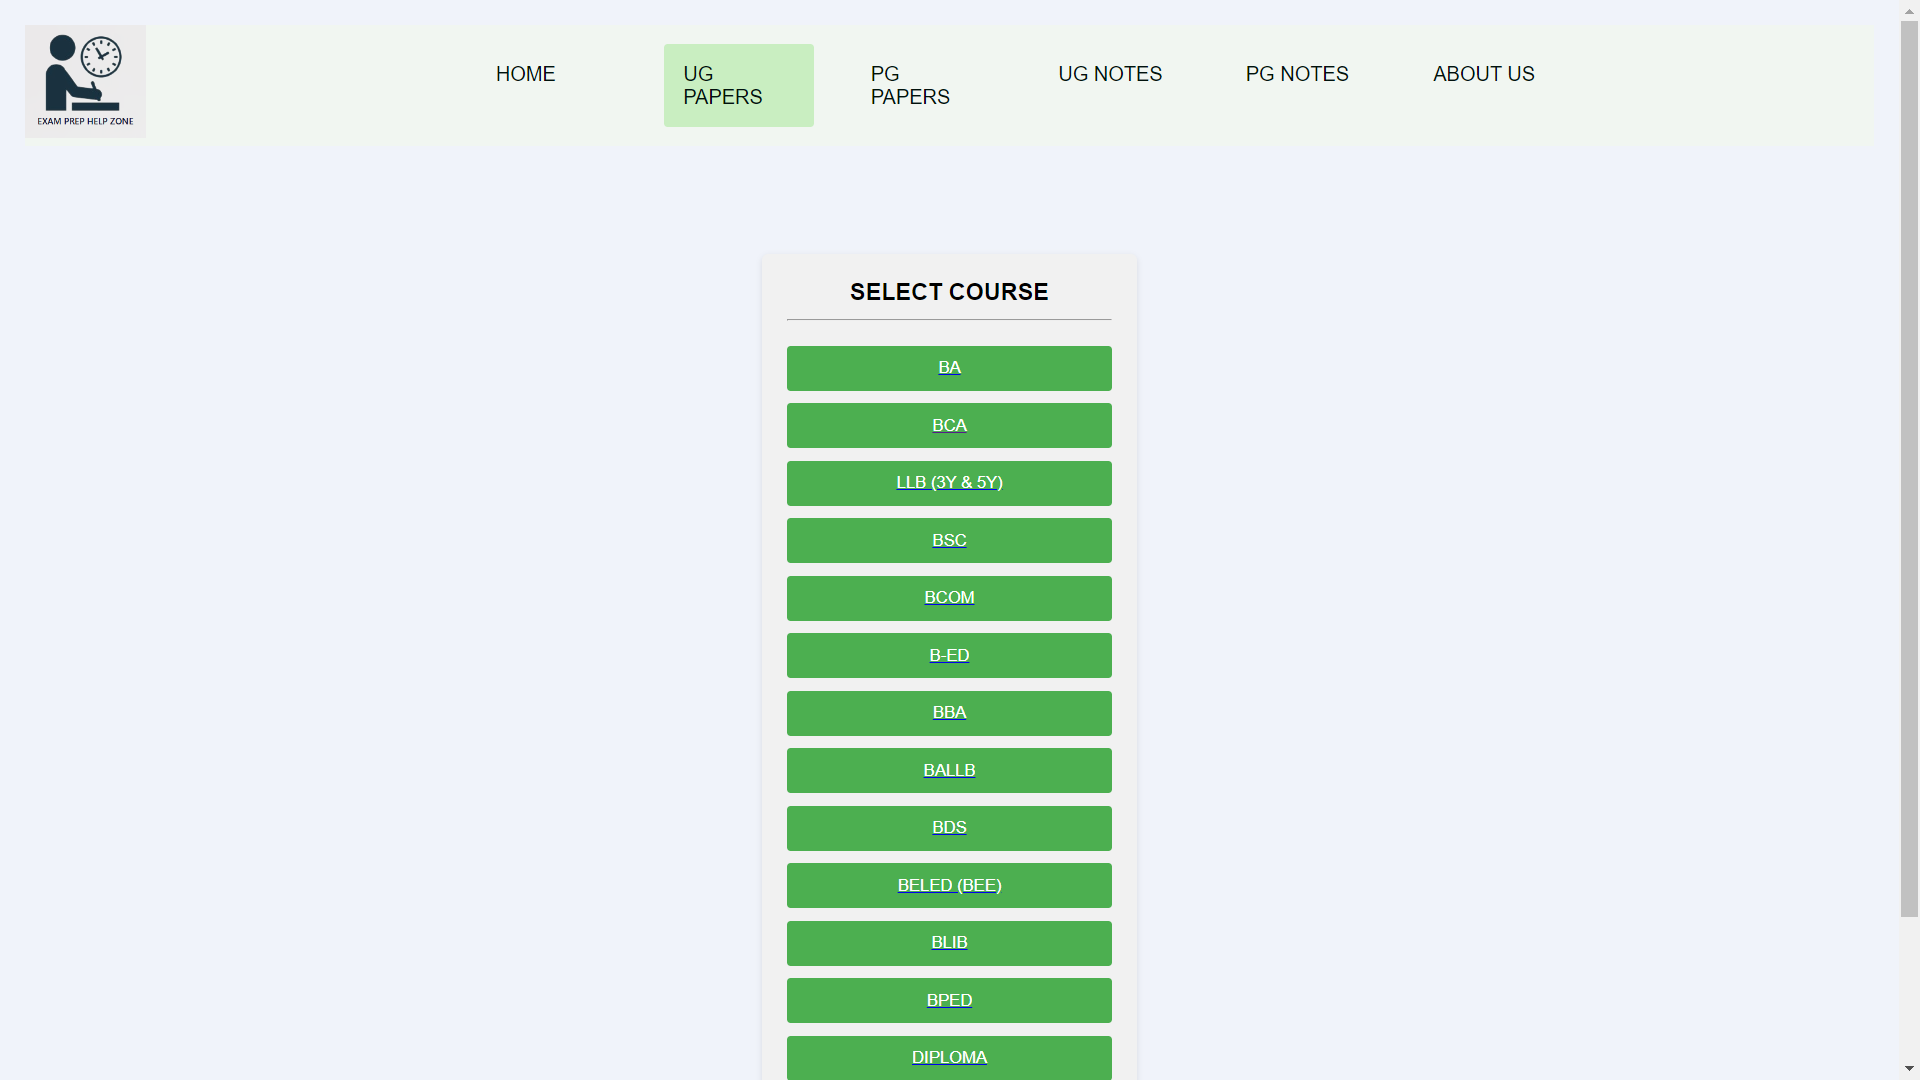 EXAM PREP HELP ZONE
HOME
UG
PAPERS
PG
PAPERS
UG NOTES
PG NOTES
ABOUT US
SELECT COURSE
BA
BCA
LLB (3Y & 5Y)
BSC
BCOM
B-ED
BBA
BALLB
BDS
BELED (BEE)
BLIB
BPED
DIPLOMA